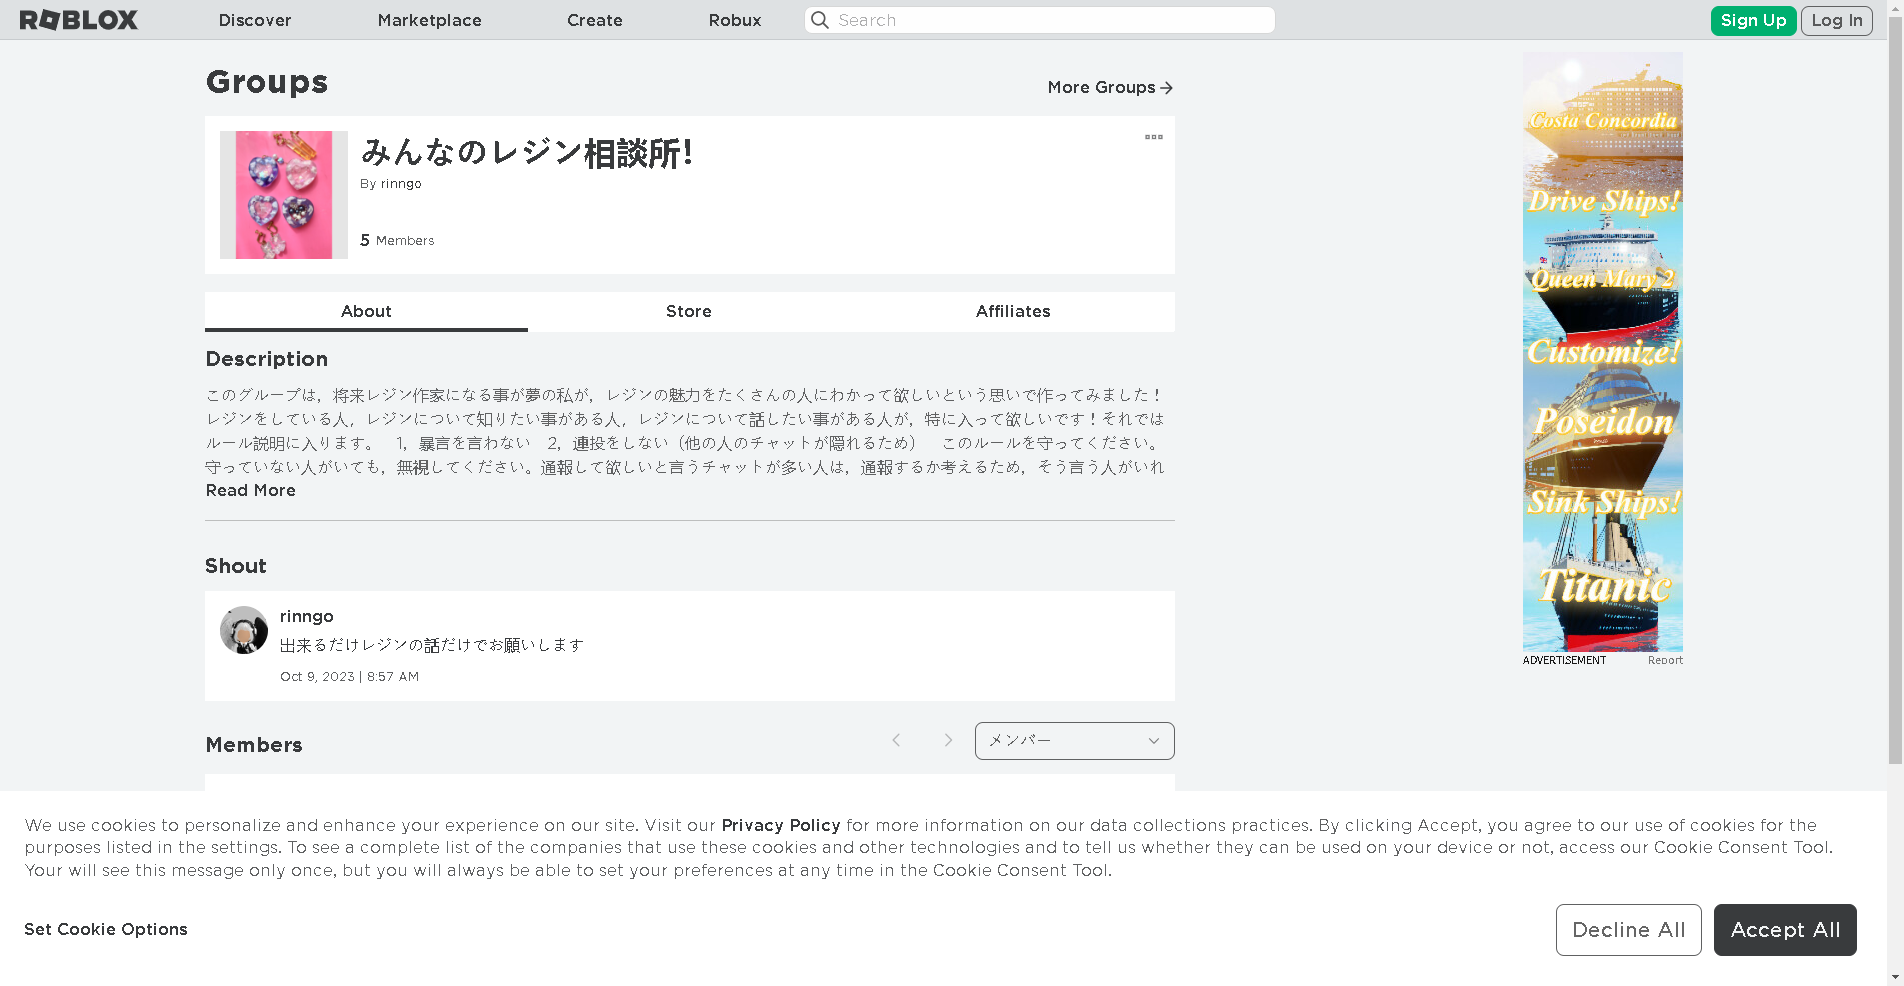 ROBLOX
Discover
Marketplace
Create
Robux
Search
Sign Up
Log In
Groups
More Groups
みんなのレジン相談所!
By rinngo
5 Members
About
Store
Affiliates
Description
このグループは，将来レジン作家になる事が夢の私が，レジンの魅力をたくさんの人にわかって欲しいという思いで作ってみました！
レジンをしている人，レジンについて知りたい事がある人，レジンについて話したい事がある人が，特に入って欲しいです！それでは
ルール説明に入ります。　1，暴言を言わない　2，連投をしない（他の人のチャットが隠れるため）　このルールを守ってください。
守っていない人がいても，無視してください。通報して欲しいと言うチャットが多い人は，通報するか考えるため，そう言う人がいれ
Read More
Shout
rinngo
出来るだけレジンの話だけでお願いします
Oct 9, 2023 | 8:57 AM
Members
メンバー
Costa Concordia
Drive Ships!
Queen Mary 2
Customize!
Poseidon
Sink Ships!
Titanic
ADVERTISEMENT
Report
We use cookies to personalize and enhance your experience on our site. Visit our Privacy Policy for more information on our data collections practices. By clicking Accept, you agree to our use of cookies for the
purposes listed in the settings. To see a complete list of the companies that use these cookies and other technologies and to tell us whether they can be used on your device or not, access our Cookie Consent Tool.
Your will see this message only once, but you will always be able to set your preferences at any time in the Cookie Consent Tool.
Set Cookie Options
Decline All
Accept All